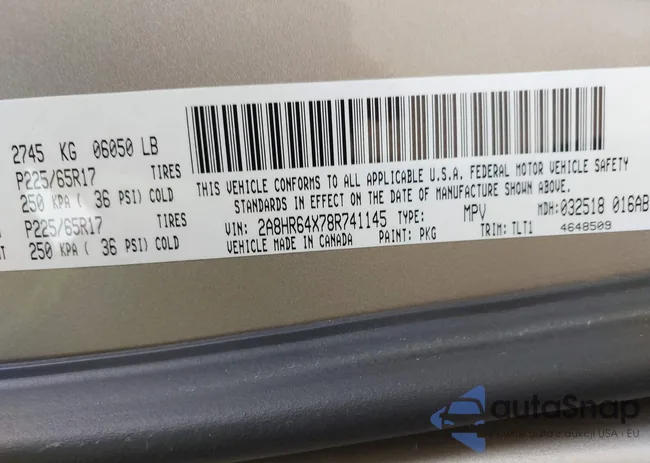 2745 KG 06050 LB
P225/65R17 TIRES
250 KPA ( 36 PSI) COLD
P225/65R17 TIRES
250 KPA ( 36 PSI) COLD
THIS VEHICLE CONFORMS TO ALL APPLICABLE U.S.A. FEDERAL MOTOR VEHICLE SAFETY
STANDARDS IN EFFECT ON THE DATE OF MANUFACTURE SHOWN ABOVE.
VIN: 2A8HR64X78R741145 TYPE: MPV MDH: 032518 016AB
VEHICLE MADE IN CANADA PAINT: PKG TRIM: TLT1 4648509
autoSnap
aukcji USA i EU